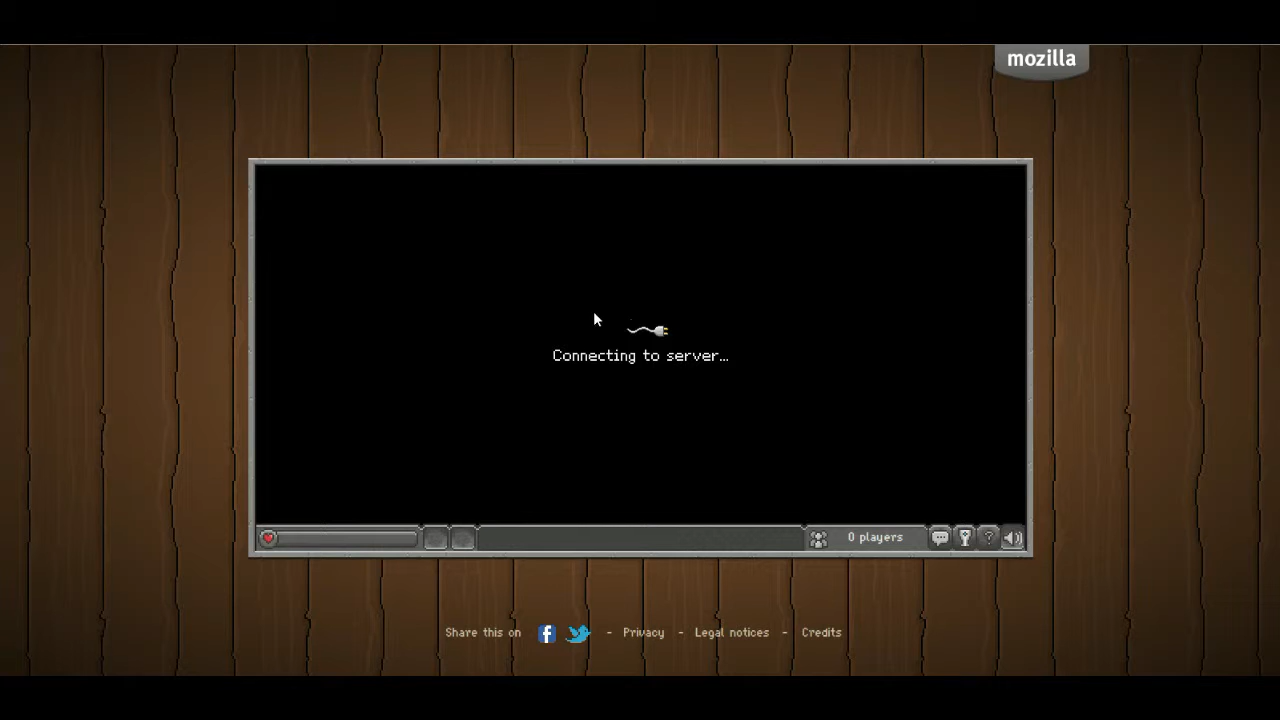 mozilla
Connecting to server...
0 players
?
Share this on - Privacy - Legal notices - Credits